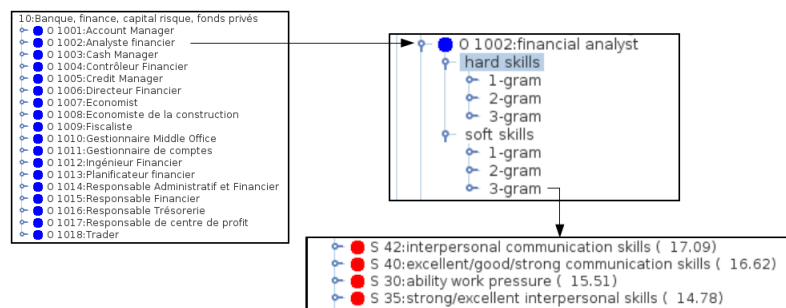 10:Banque, finance, capital risque, fonds privés
O 1001:Account Manager
O 1002:Analyste financier
O 1003:Cash Manager
O 1004:Contrôleur Financier
O 1005:Credit Manager
O 1006:Directeur Financier
O 1007:Economist
O 1008:Economiste de la construction
O 1009:Fiscaliste
O 1010:Gestionnaire Middle Office
O 1011:Gestionnaire de comptes
O 1012:Ingénieur Financier
O 1013:Planificateur financier
O 1014:Responsable Administratif et Financier
O 1015:Responsable Financier
O 1016:Responsable Trésorerie
O 1017:Responsable de centre de profit
O 1018:Trader
O 1002:financial analyst
hard skills
1-gram
2-gram
3-gram
soft skills
1-gram
2-gram
3-gram
S 42:interpersonal communication skills ( 17.09)
S 40:excellent/good/strong communication skills ( 16.62)
S 30:ability work pressure ( 15.51)
S 35:strong/excellent interpersonal skills ( 14.78)